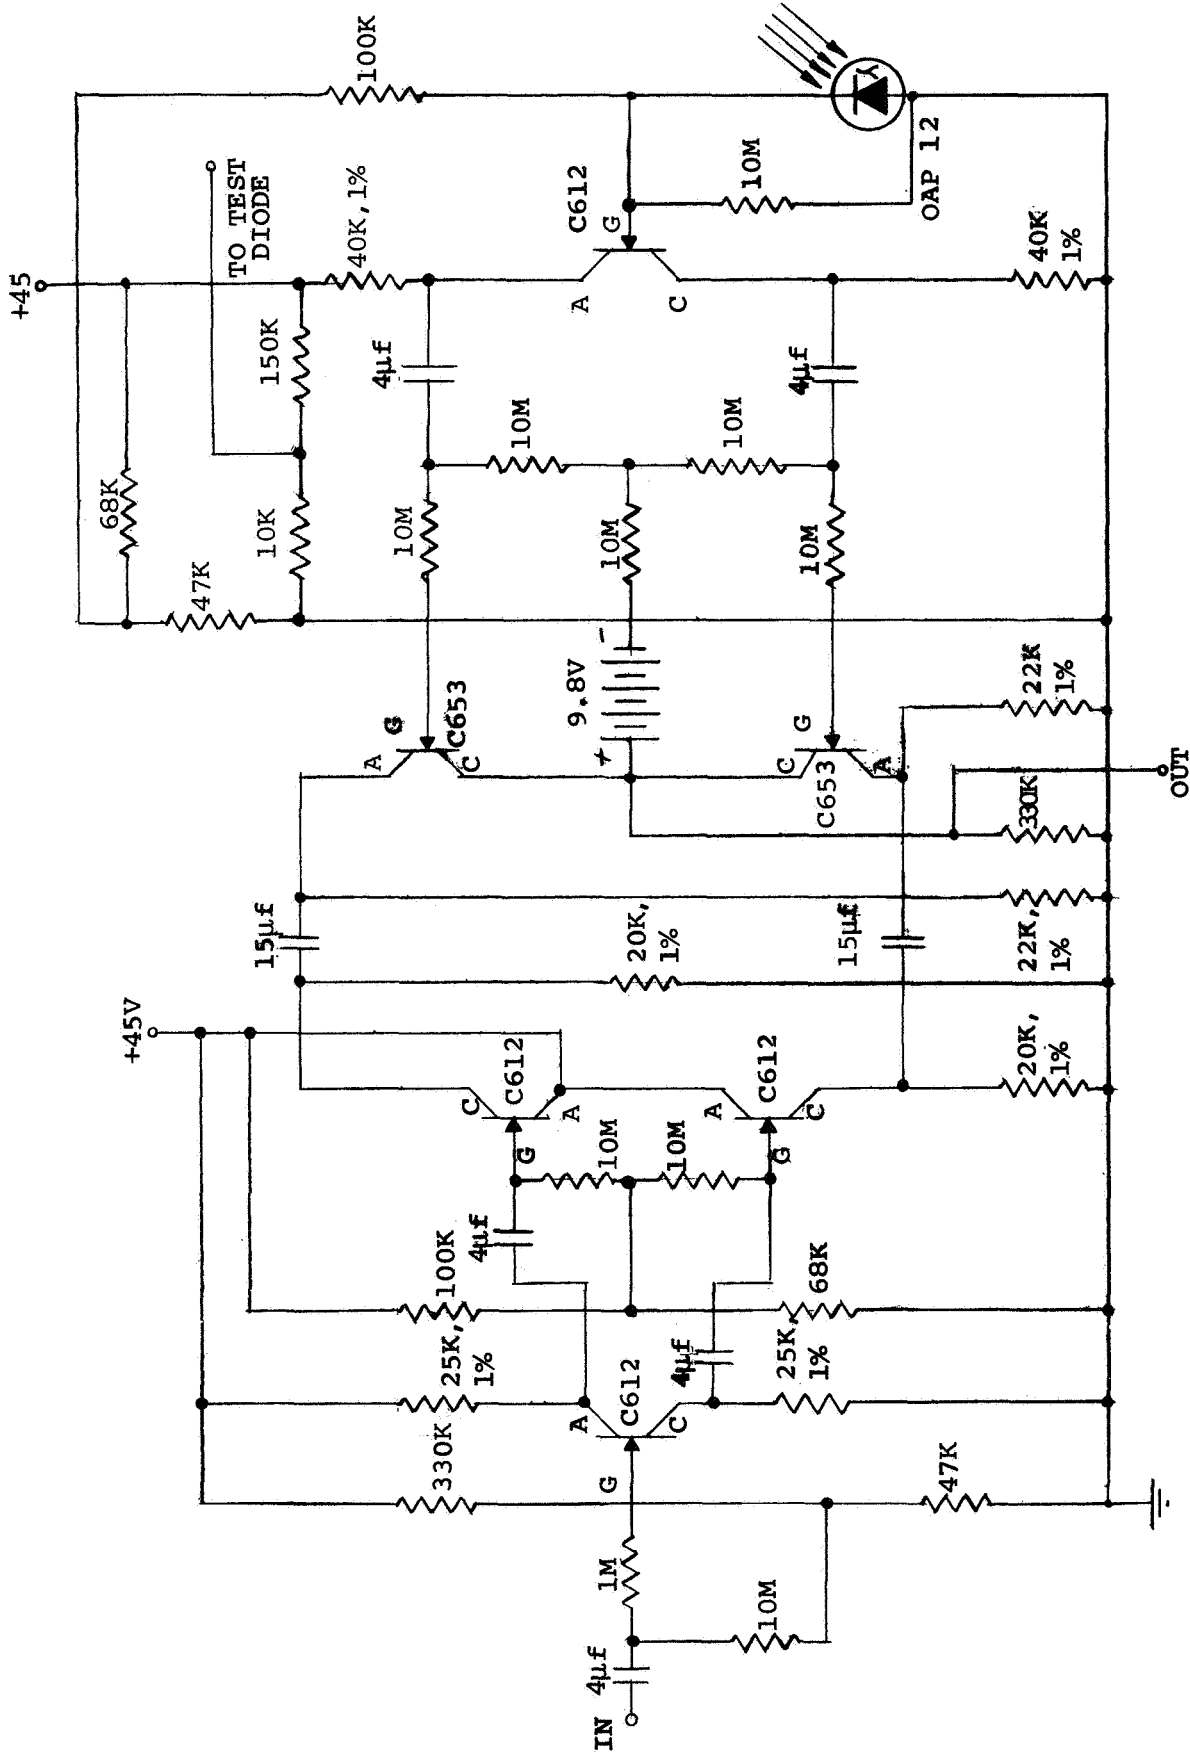 IN
4µf
1M
10M
47K
G
330K
25K,
1%
A
C612
C
25K,
1%
4µf
100K
68K
4µf
G
10M
10M
G
C
C612
A
A
C612
C
20K,
1%
+45V
20K,
1%
15µf
15µf
22K,
1%
330K
OUT
22K
1%
A
G
C653
C
9.8V
+
-
C
G
C653
A
10M
10M
10M
47K
68K
10K
150K
10M
10M
4µf
4µf
+45
TO TEST
DIODE
40K,1%
100K
A
C
G
C612
10M
OAP 12
40K
1%